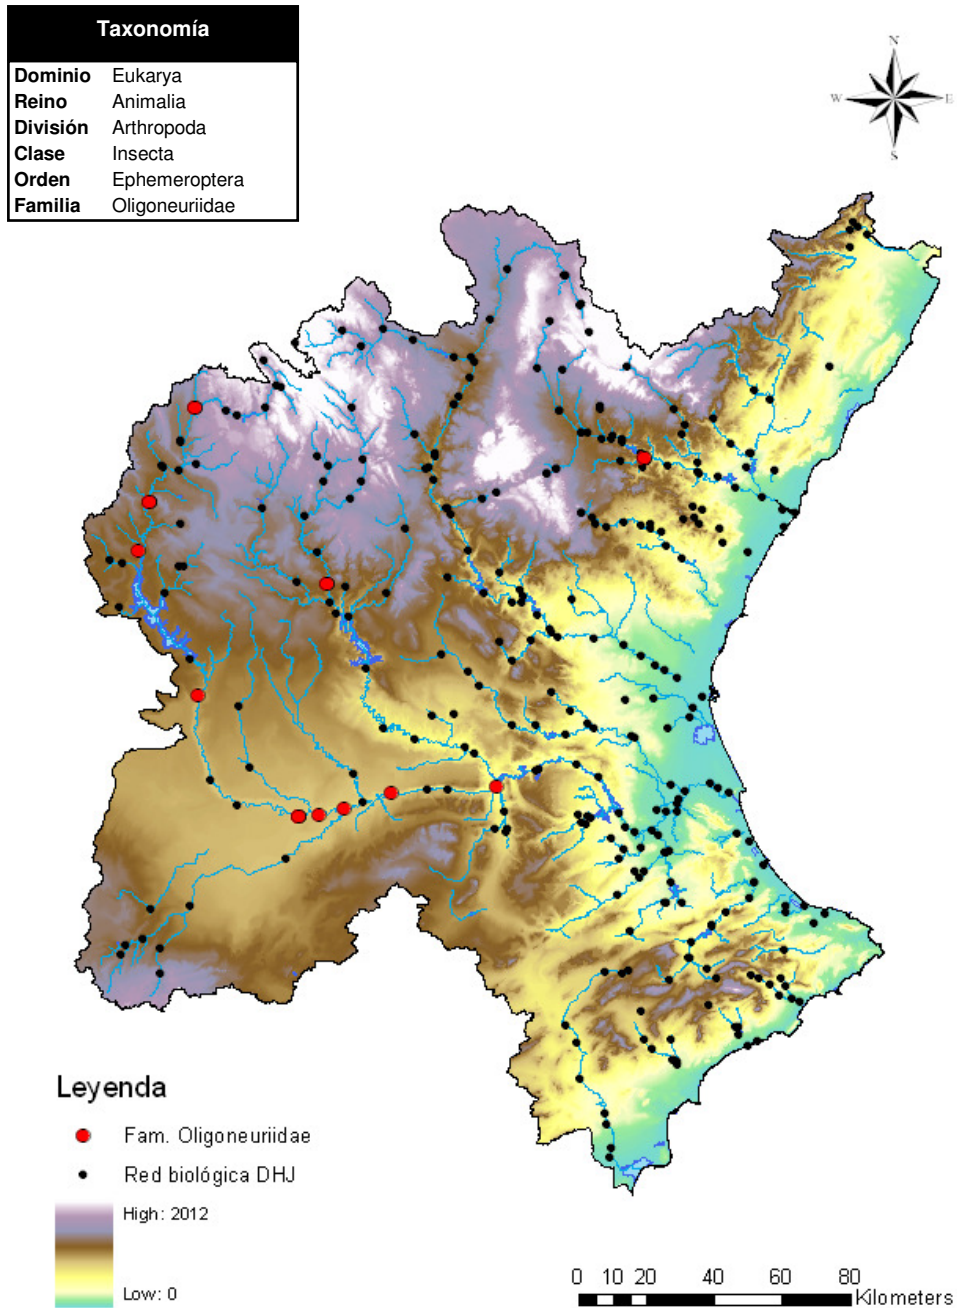 Taxonomía
Dominio Eukarya
Reino Animalia
División Arthropoda
Clase Insecta
Orden Ephemeroptera
Familia Oligoneuriidae
N
W E
S
Leyenda
Fam. Oligoneuriidae
Red biológica DHJ
High: 2012
Low: 0
0 10 20 40 60 80
Kilometers